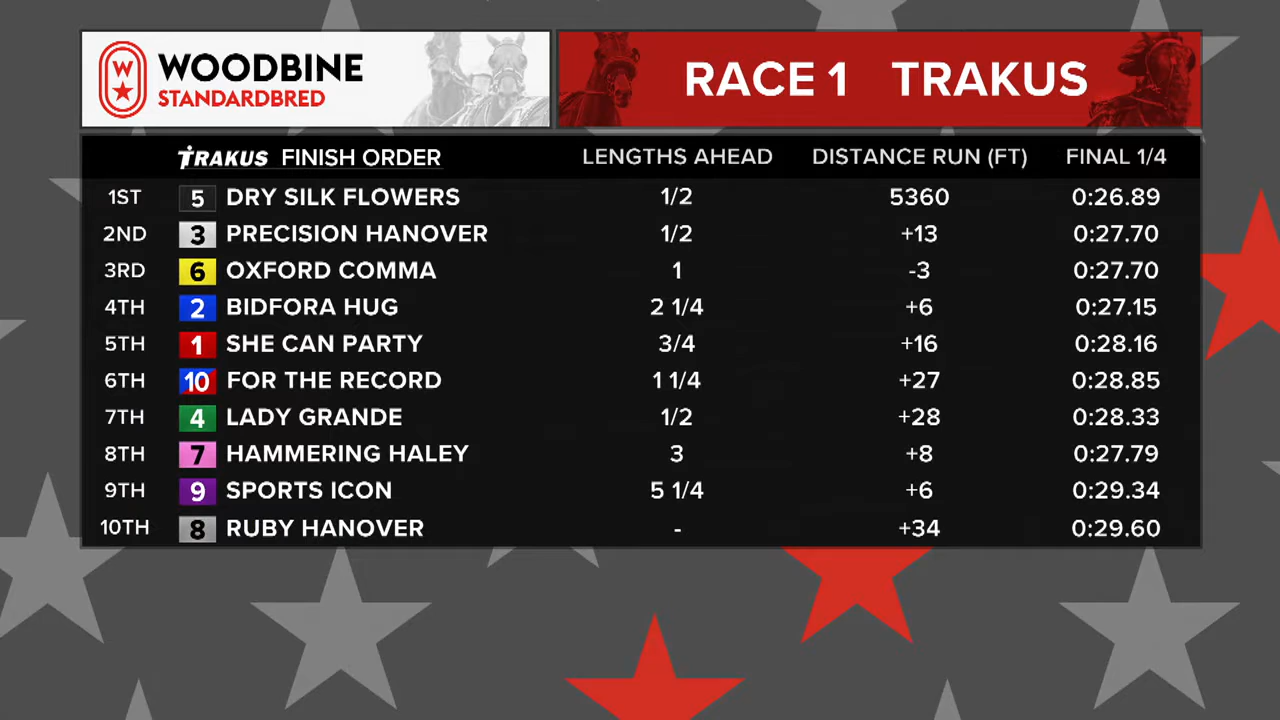 W
WOODBINE
STANDARDBRED
RACE 1 TRAKUS
TRAKUS FINISH ORDER LENGTHS AHEAD DISTANCE RUN (FT) FINAL 1/4
1ST 5 DRY SILK FLOWERS 1/2 5360 0:26.89
2ND 3 PRECISION HANOVER 1/2 +13 0:27.70
3RD 6 OXFORD COMMA 1 -3 0:27.70
4TH 2 BIDFORA HUG 2 1/4 +6 0:27.15
5TH 1 SHE CAN PARTY 3/4 +16 0:28.16
6TH 10 FOR THE RECORD 1 1/4 +27 0:28.85
7TH 4 LADY GRANDE 1/2 +28 0:28.33
8TH 7 HAMMERING HALEY 3 +8 0:27.79
9TH 9 SPORTS ICON 5 1/4 +6 0:29.34
10TH 8 RUBY HANOVER - +34 0:29.60